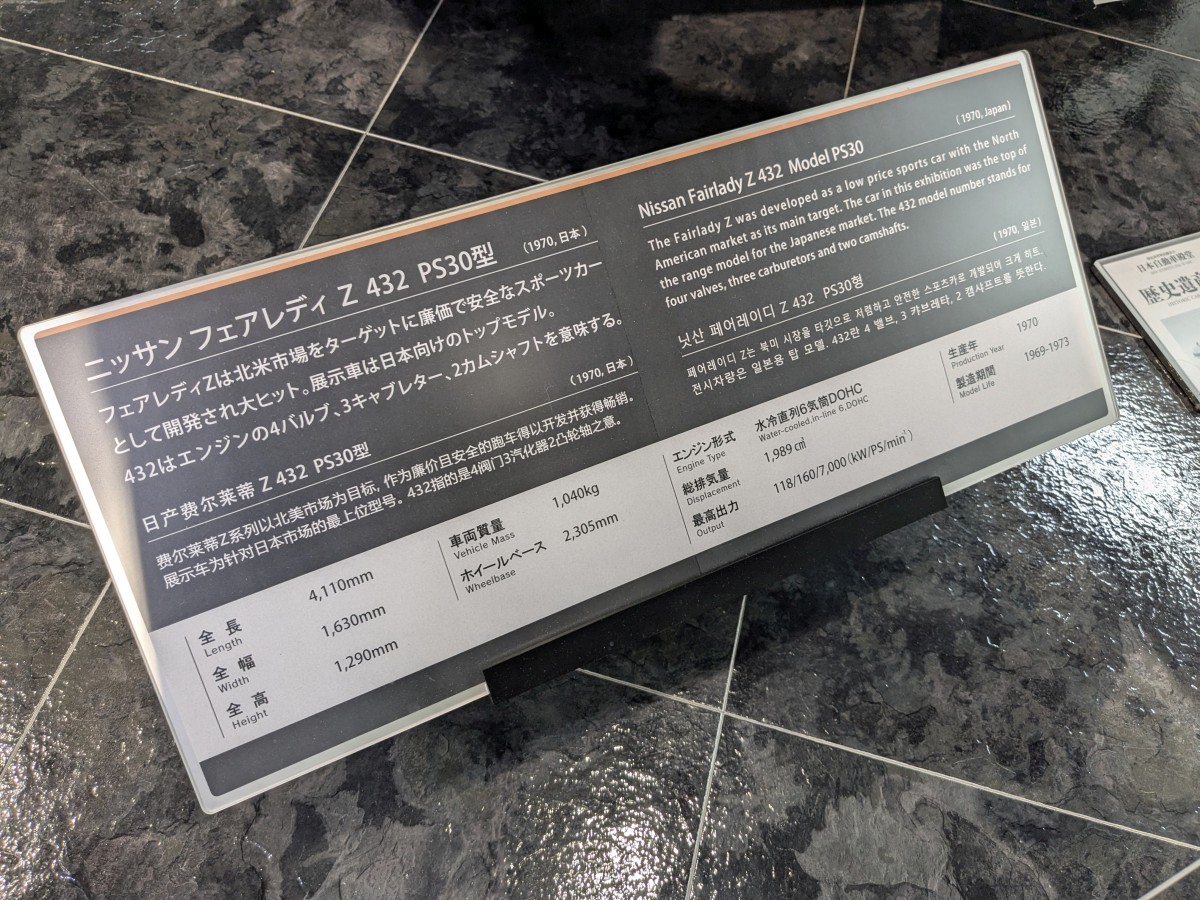 ニッサン フェアレディ Z 432 PS30型
（1970, 日本）
フェアレディZは北米市場をターゲットに廉価で安全なスポーツカー
として開発され大ヒット。展示車は日本向けのトップモデル。
432はエンジンの4バルブ、3キャブレター、2カムシャフトを意味する。
日产费尔莱蒂 Z 432 PS30型
（1970, 日本）
费尔莱蒂Z系列以北美市场为目标，作为廉价且安全的跑车得以开发并获得畅销。
展示车为针对日本市场的最上位型号。432指的是4阀门3汽化器2凸轮轴之意。
Nissan Fairlady Z 432 Model PS30
（1970, Japan）
The Fairlady Z was developed as a low price sports car with the North
American market as its main target. The car in this exhibition was the top of
the range model for the Japanese market. The 432 model number stands for
four valves, three carburetors and two camshafts.
닛산 페어레이디 Z 432 PS30형
（1970, 일본）
페어레이디 Z는 북미 시장을 타깃으로 저렴하고 안전한 스포츠카로 개발되어 크게 히트.
전시차량은 일본용 탑 모델. 432란 4 밸브, 3 캬브레타, 2 캠샤프트를 뜻한다.
全長
Length
4,110mm
全幅
Width
1,630mm
全高
Height
1,290mm
車両質量
Vehicle Mass
1,040kg
ホイールベース
Wheelbase
2,305mm
エンジン形式
Engine Type
水冷直列6気筒DOHC
Water-cooled,in-line 6,DOHC
総排気量
Displacement
1,989㎤
最高出力
Output
118/160/7,000（kW/PS/min⁻¹）
生産年
Production Year
1970
製造期間
Model Life
1969-1973
日本自動車殿堂
歴史遺